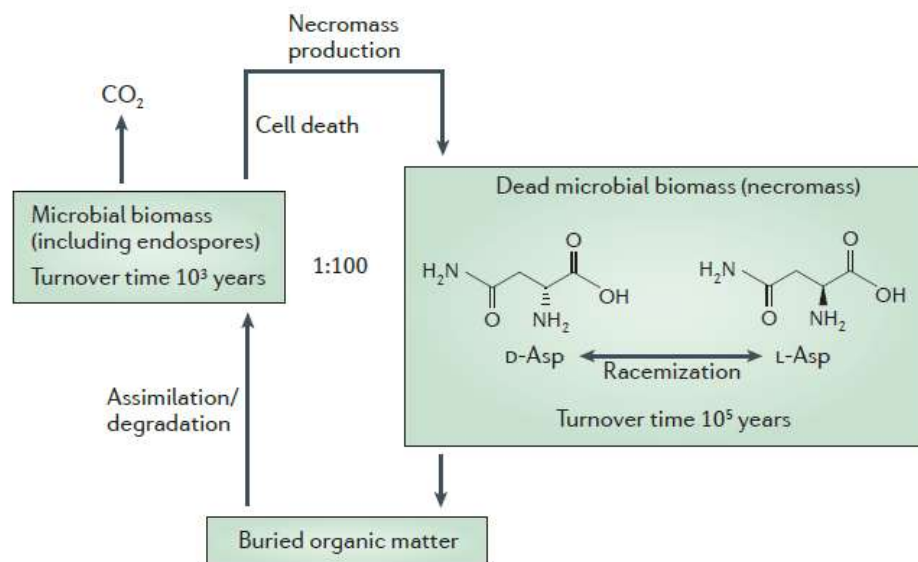 Necromass
production
CO₂
Cell death
Microbial biomass
(including endospores)
Turnover time 10³ years
1:100
Dead microbial biomass (necromass)
H₂N
O
NH₂
O
OH
H₂N
O
NH₂
O
OH
D-Asp
L-Asp
Racemization
Turnover time 10⁵ years
Assimilation/
degradation
Buried organic matter